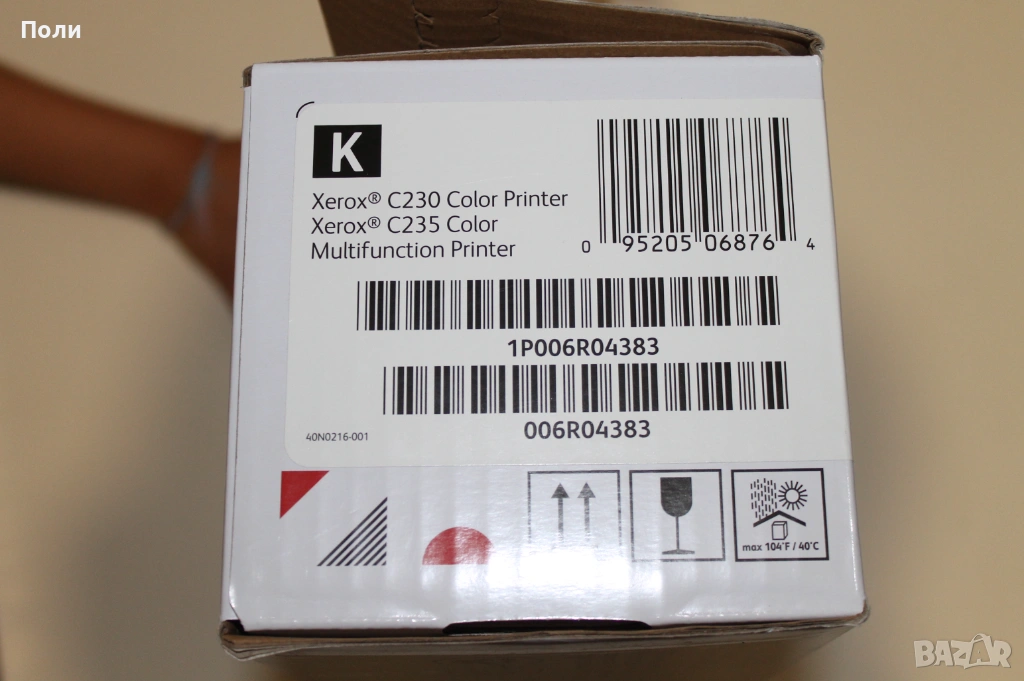 Поли
K
Xerox® C230 Color Printer
Xerox® C235 Color
Multifunction Printer
0 95205 06876 4
1P006R04383
006R04383
40N0216-001
max 104°F / 40°C
BAZAR